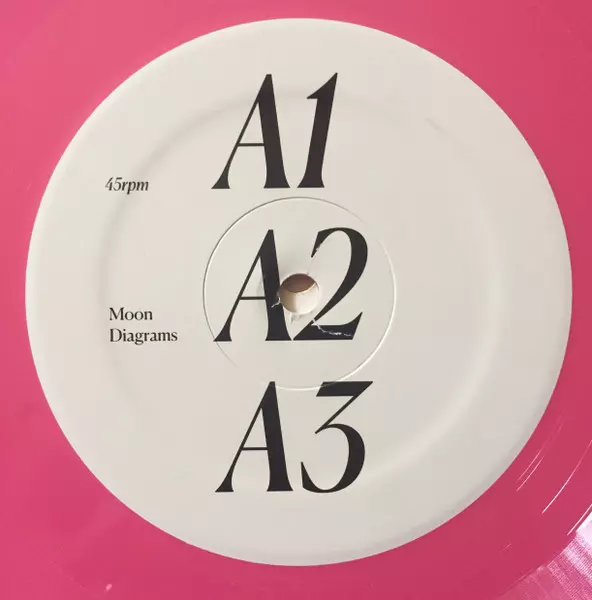 A1
45rpm
A2
Moon
Diagrams
A3